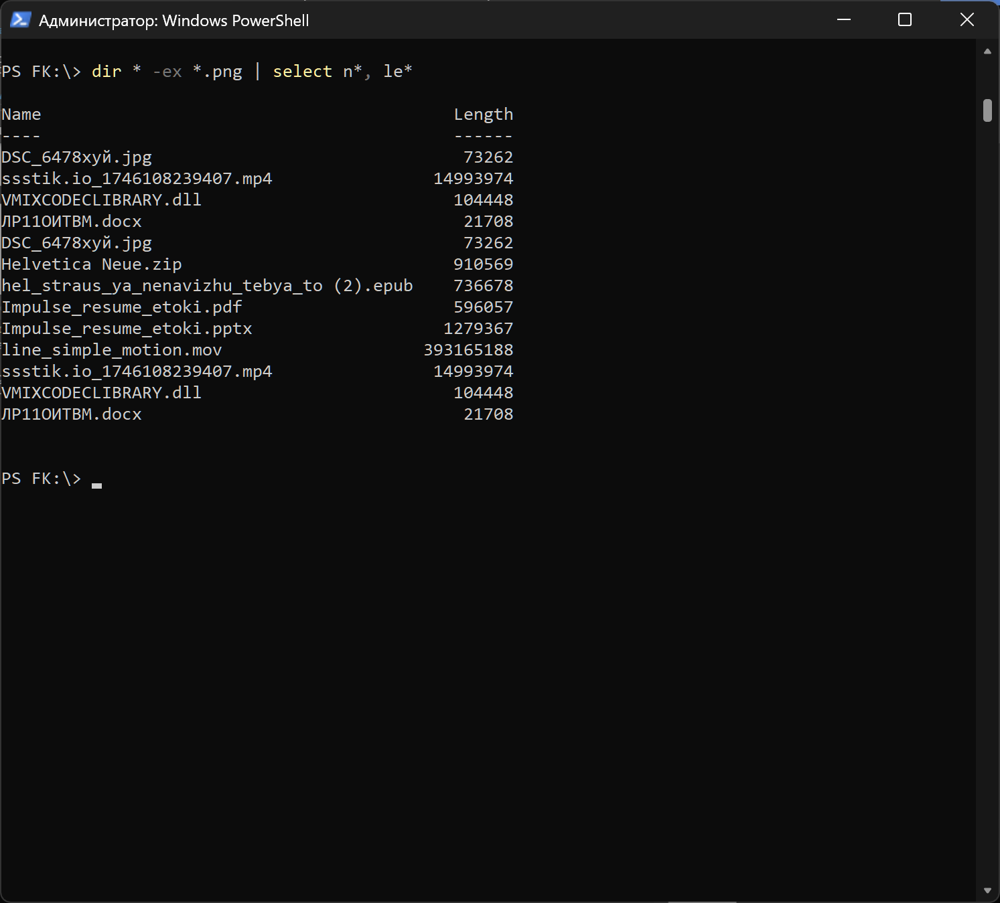 Администратор: Windows PowerShell
PS FK:\> dir * -ex *.png | select n*, le*
Name Length
---- ------
DSC_6478хуй.jpg 73262
ssstik.io_1746108239407.mp4 14993974
VMIXCODECLIBRARY.dll 104448
ЛР11ОИТВМ.docx 21708
DSC_6478хуй.jpg 73262
Helvetica Neue.zip 910569
hel_straus_ya_nenavizhu_tebya_to (2).epub 736678
Impulse_resume_etoki.pdf 596057
Impulse_resume_etoki.pptx 1279367
line_simple_motion.mov 393165188
ssstik.io_1746108239407.mp4 14993974
VMIXCODECLIBRARY.dll 104448
ЛР11ОИТВМ.docx 21708
PS FK:\> _